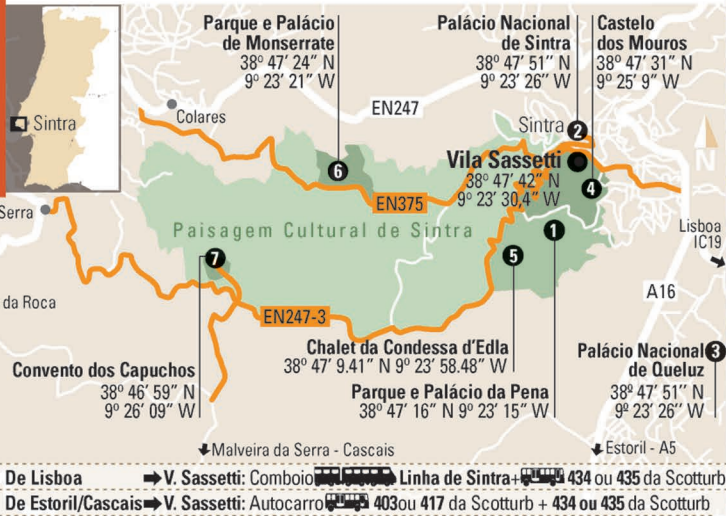 Parque e Palácio
de Monserrate
38º 47' 24" N
9º 23' 21" W
Palácio Nacional
de Sintra
38º 47' 51" N
9º 23' 26" W
Castelo
dos Mouros
38º 47' 31" N
9º 25' 9" W
Sintra
Colares
EN247
Sintra 2
Vila Sassetti
38º 47' 42" N
9º 23' 30,4" W
4
6
EN375
Serra
Paisagem Cultural de Sintra
1
5
7
Lisboa
IC19
A16
da Roca
EN247-3
Chalet da Condessa d'Edla
38º 47' 9.41" N 9º 23' 58.48" W
Convento dos Capuchos
38º 46' 59" N
9º 26' 09" W
Parque e Palácio da Pena
38º 47' 16" N 9º 23' 15" W
Palácio Nacional 3
de Queluz
38º 47' 51" N
9º 23' 26" W
Malveira da Serra - Cascais
Estoril - A5
De Lisboa V. Sassetti: Comboio Linha de Sintra+ 434 ou 435 da Scotturb
De Estoril/Cascais V. Sassetti: Autocarro 403ou 417 da Scotturb + 434 ou 435 da Scotturb